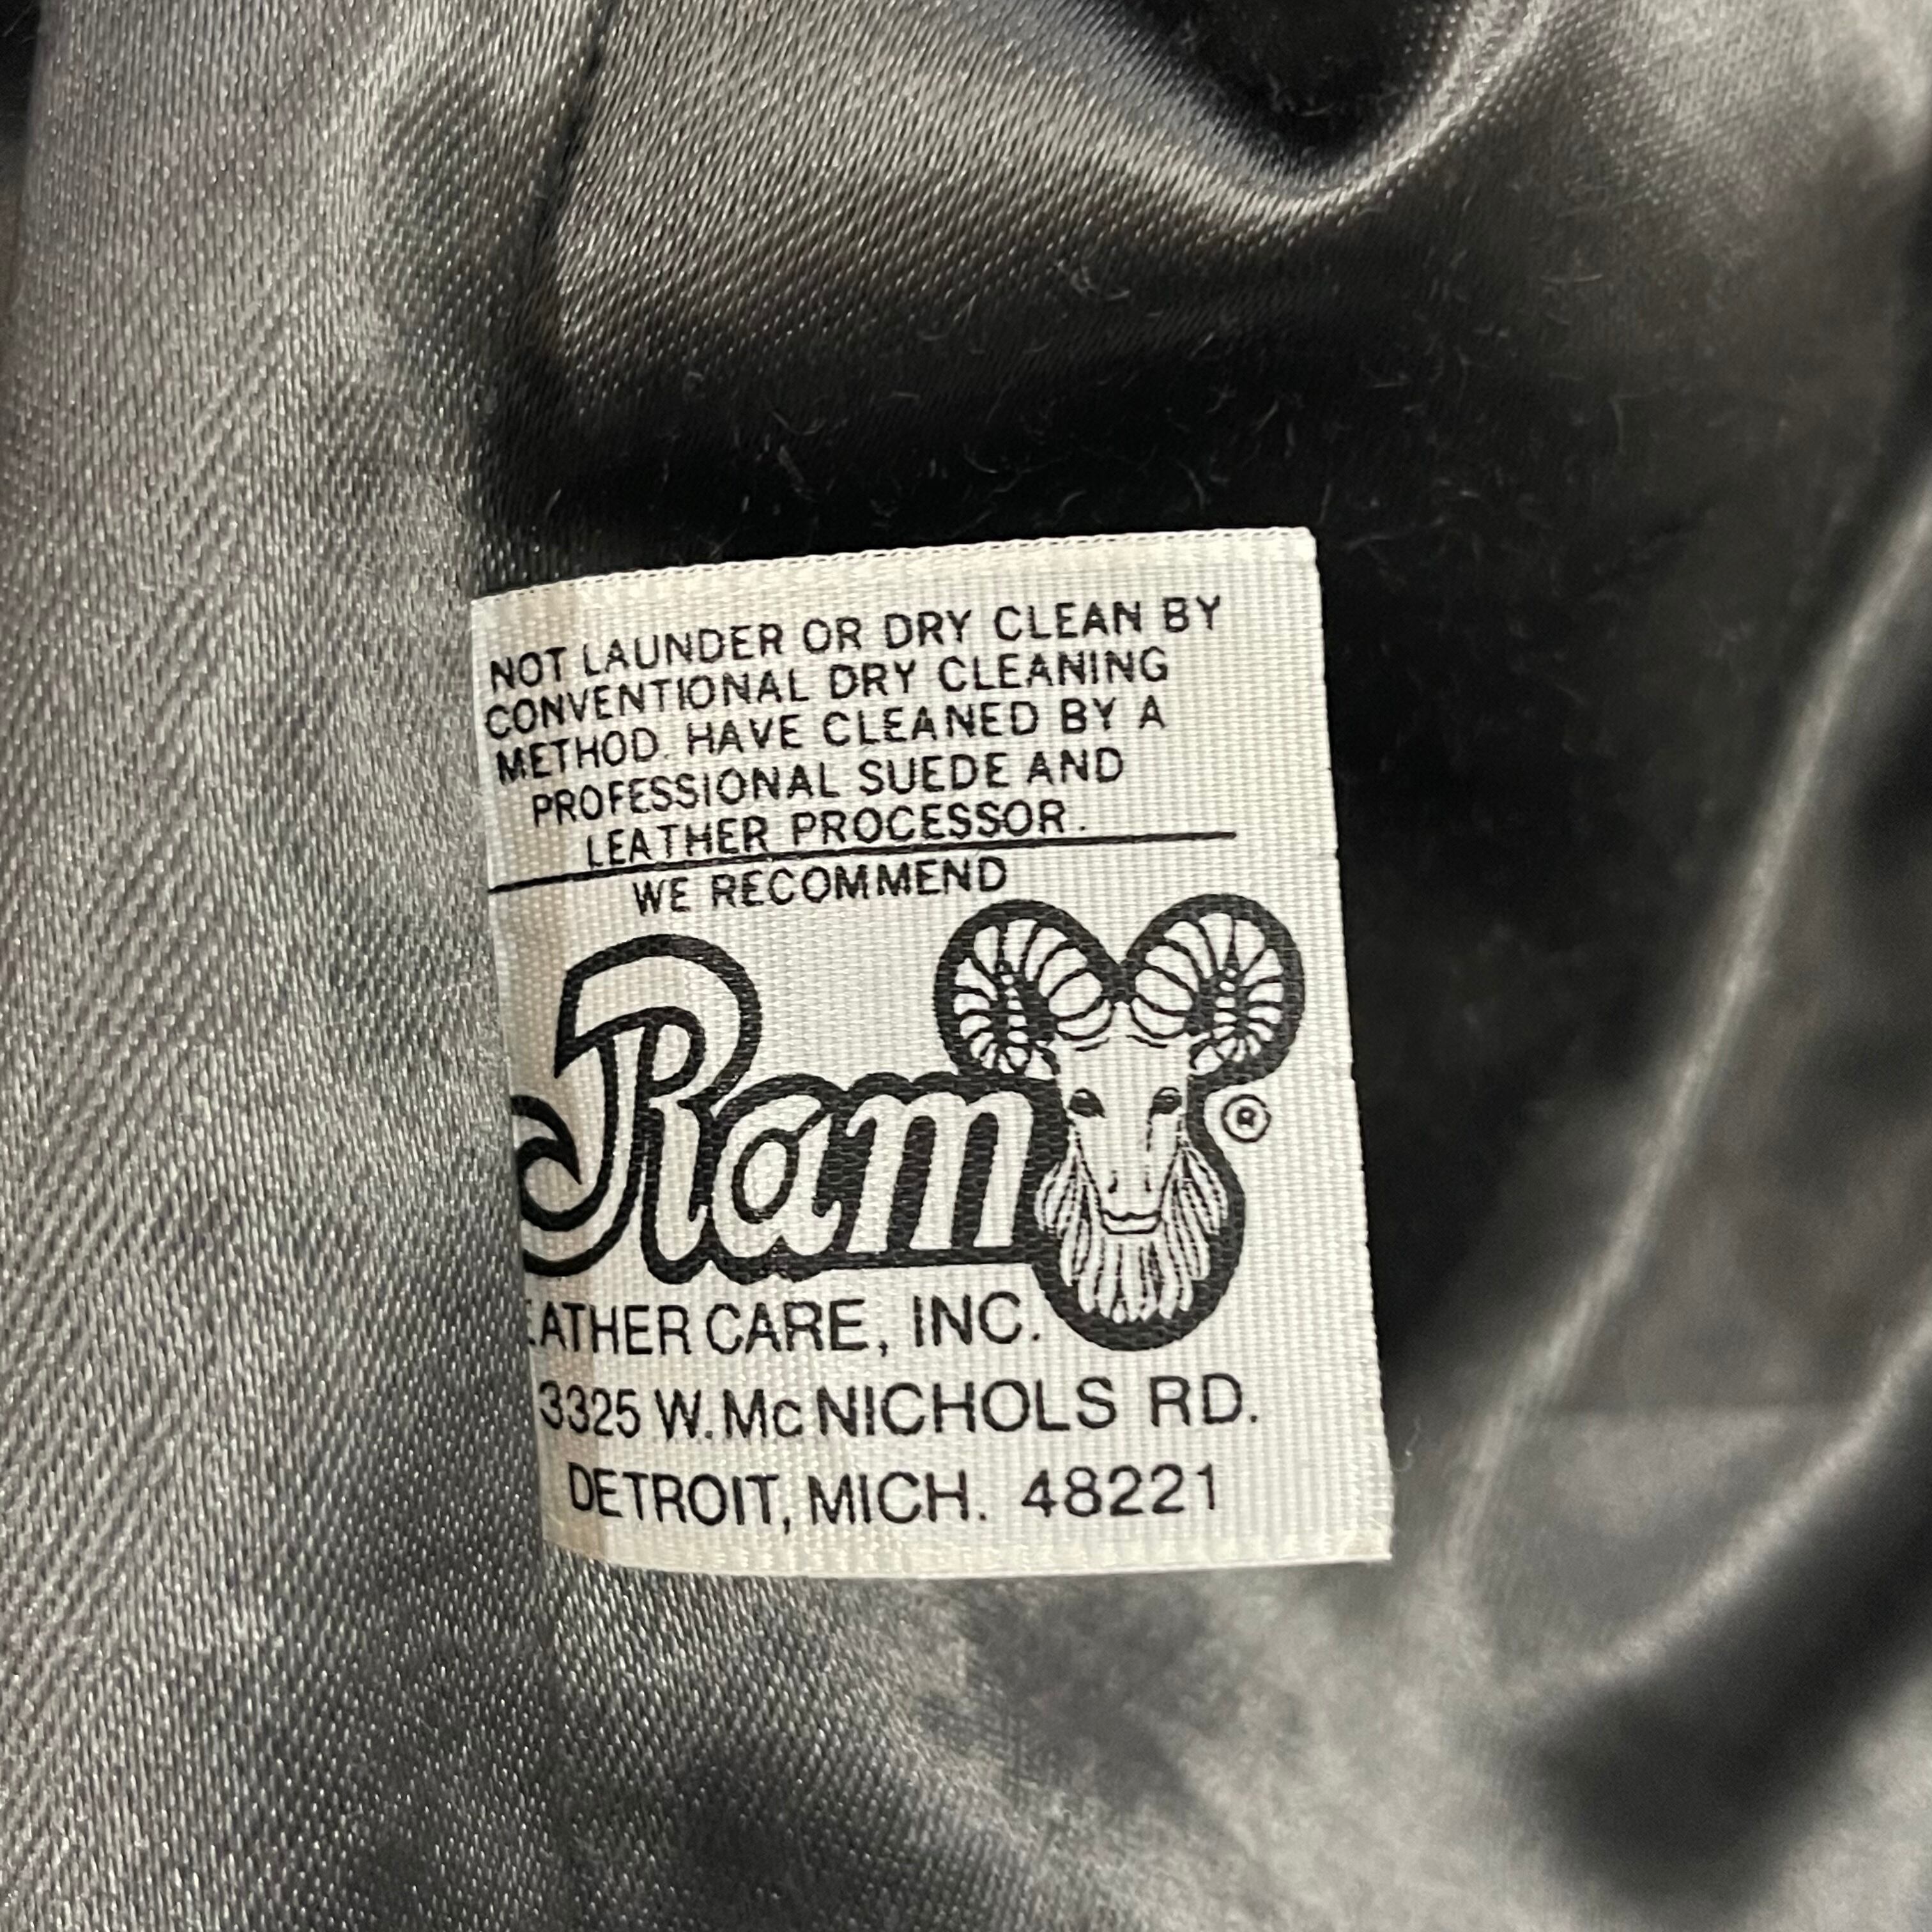 NOT LAUNDER OR DRY CLEAN BY
CONVENTIONAL DRY CLEANING
METHOD. HAVE CLEANED BY A
PROFESSIONAL SUEDE AND
LEATHER PROCESSOR.
WE RECOMMEND
Ram ®
EATHER CARE, INC.
3325 W. Mc NICHOLS RD.
DETROIT, MICH. 48221